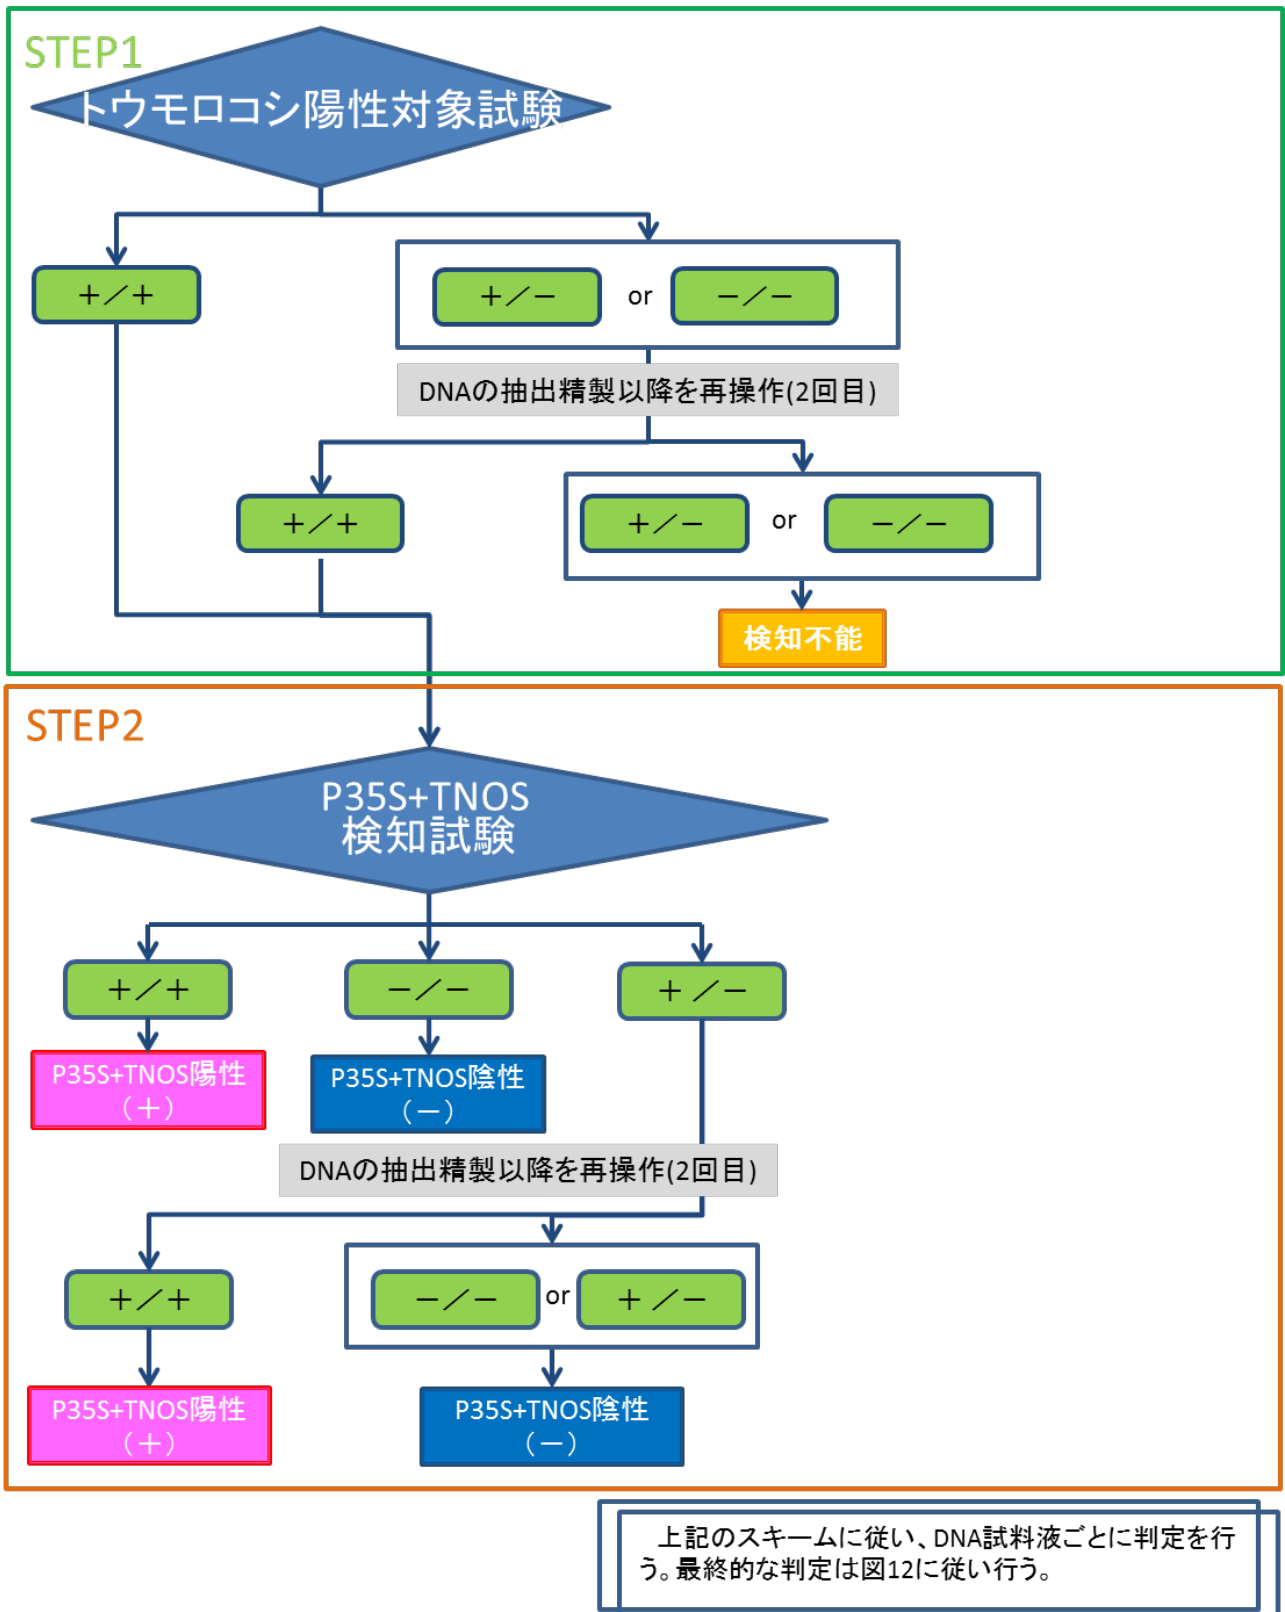 STEP1
トウモロコシ陽性対象試験
＋／＋
＋／－ or －／－
DNAの抽出精製以降を再操作(2回目)
＋／＋
＋／－ or －／－
検知不能
STEP2
P35S+TNOS
検知試験
＋／＋
－／－
＋ ／－
P35S+TNOS陽性
（＋）
P35S+TNOS陰性
（－）
DNAの抽出精製以降を再操作(2回目)
＋／＋
－／－ or ＋ ／－
P35S+TNOS陽性
（＋）
P35S+TNOS陰性
（－）
上記のスキームに従い、DNA試料液ごとに判定を行
う。最終的な判定は図12に従い行う。